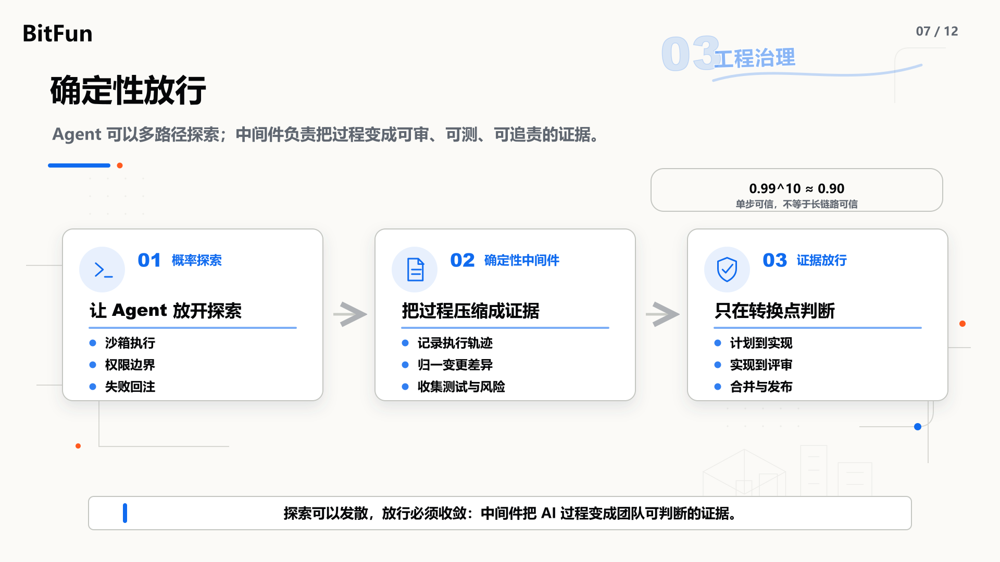 BitFun
07 / 12
03 工程治理
确定性放行
Agent 可以多路径探索；中间件负责把过程变成可审、可测、可追责的证据。
0.99^10 ≈ 0.90
单步可信，不等于长链路可信
01 概率探索
让 Agent 放开探索
沙箱执行
权限边界
失败回注
02 确定性中间件
把过程压缩成证据
记录执行轨迹
归一变更差异
收集测试与风险
03 证据放行
只在转换点判断
计划到实现
实现到评审
合并与发布
探索可以发散，放行必须收敛：中间件把 AI 过程变成团队可判断的证据。